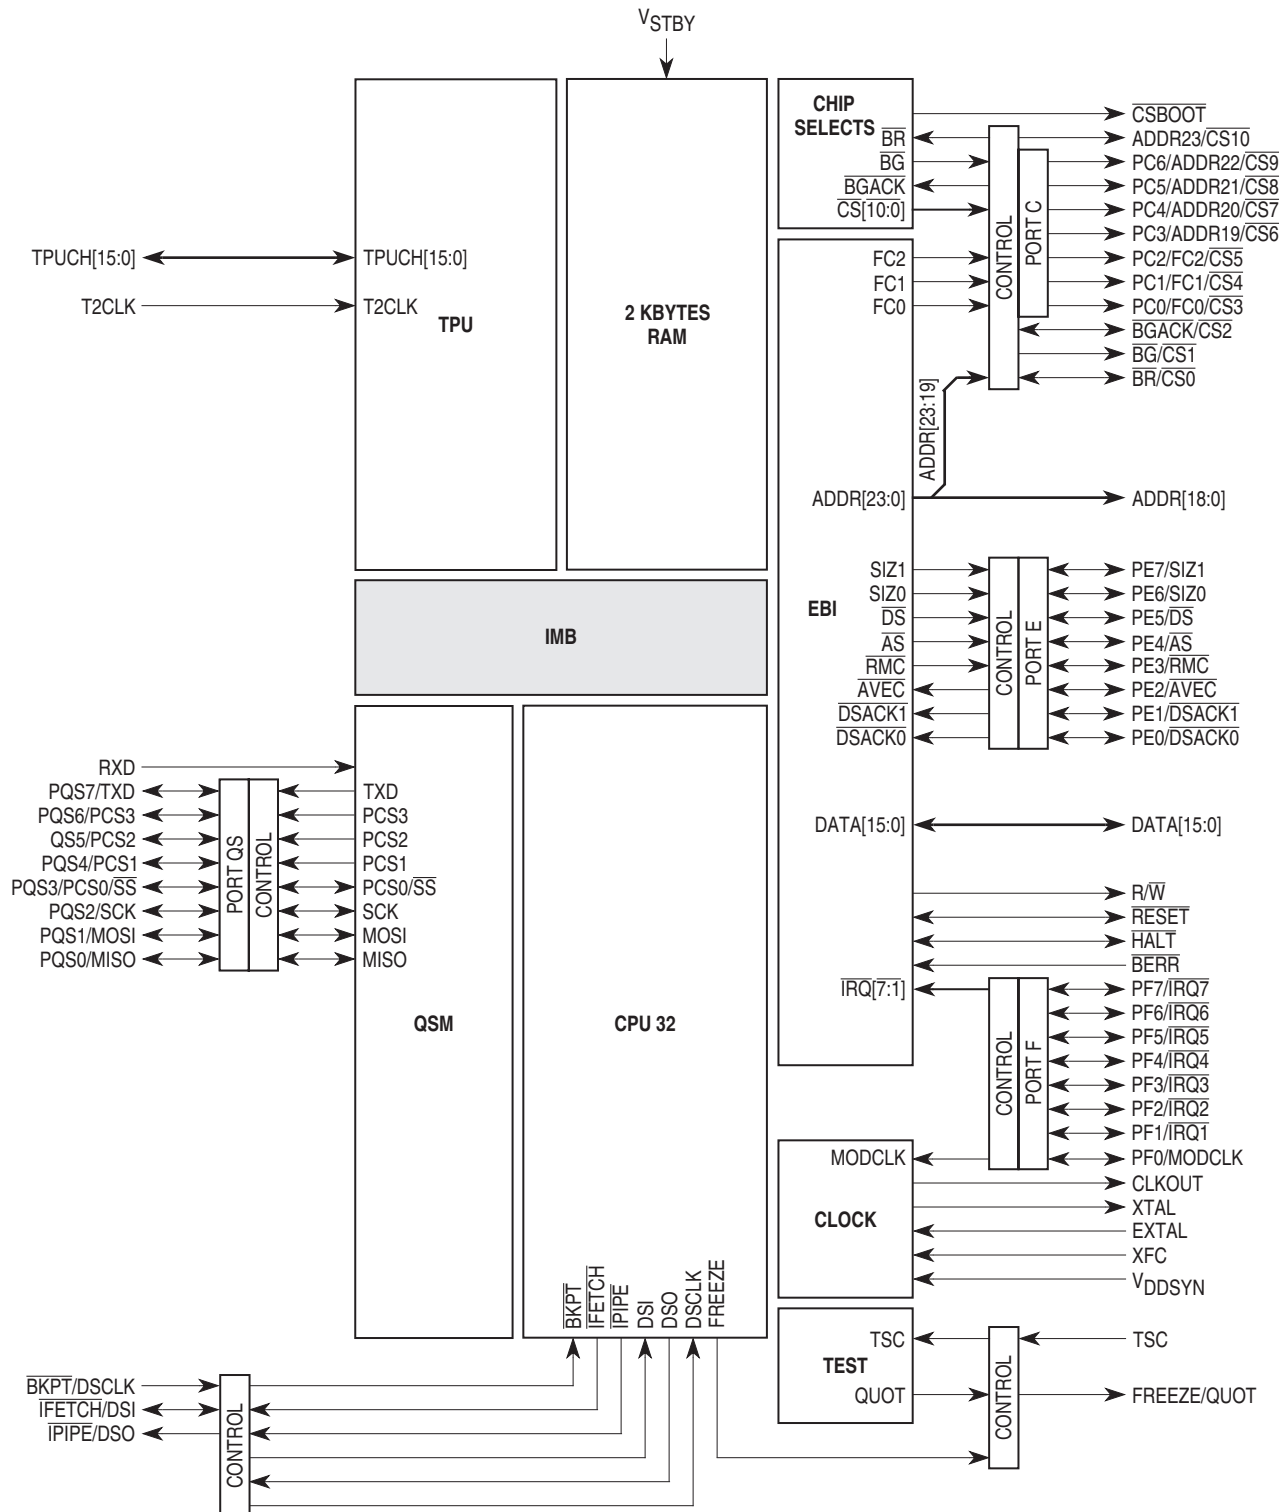 VSTBY
CHIP
SELECTS
BR
BG
BGACK
CS[10:0]
CSBOOT
ADDR23/CS10
PC6/ADDR22/CS9
PC5/ADDR21/CS8
PC4/ADDR20/CS7
PC3/ADDR19/CS6
PC2/FC2/CS5
PC1/FC1/CS4
PC0/FC0/CS3
BGACK/CS2
BG/CS1
BR/CS0
CONTROL
PORT C
FC2
FC1
FC0
TPUCH[15:0]
TPUCH[15:0]
T2CLK
T2CLK
TPU
2 KBYTES
RAM
ADDR[23:19]
ADDR[23:0]
ADDR[18:0]
EBI
SIZ1
SIZ0
DS
AS
RMC
AVEC
DSACK1
DSACK0
CONTROL
PORT E
PE7/SIZ1
PE6/SIZ0
PE5/DS
PE4/AS
PE3/RMC
PE2/AVEC
PE1/DSACK1
PE0/DSACK0
IMB
RXD
PQS7/TXD
PQS6/PCS3
QS5/PCS2
PQS4/PCS1
PQS3/PCS0/SS
PQS2/SCK
PQS1/MOSI
PQS0/MISO
PORT QS
CONTROL
TXD
PCS3
PCS2
PCS1
PCS0/SS
SCK
MOSI
MISO
QSM
CPU 32
DATA[15:0]
DATA[15:0]
R/W
RESET
HALT
BERR
IRQ[7:1]
CONTROL
PORT F
PF7/IRQ7
PF6/IRQ6
PF5/IRQ5
PF4/IRQ4
PF3/IRQ3
PF2/IRQ2
PF1/IRQ1
PF0/MODCLK
MODCLK
CLOCK
CLKOUT
XTAL
EXTAL
XFC
VDDSYN
BKPT
IFETCH
IPIPE
DSI
DSO
DSCLK
FREEZE
TSC
TEST
QUOT
CONTROL
TSC
FREEZE/QUOT
BKPT/DSCLK
IFETCH/DSI
IPIPE/DSO
CONTROL